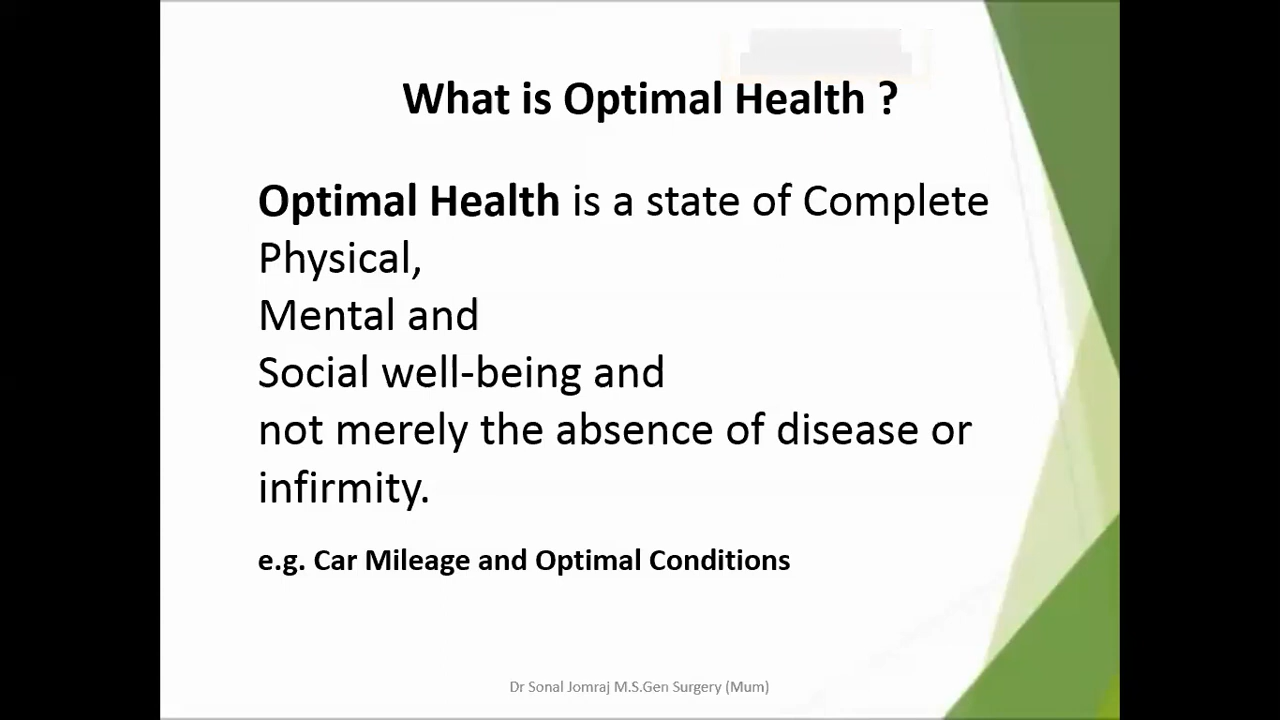 What is Optimal Health ?
Optimal Health is a state of Complete
Physical,
Mental and
Social well-being and
not merely the absence of disease or
infirmity.
e.g. Car Mileage and Optimal Conditions
Dr Sonal Jomraj M.S.Gen Surgery (Mum)